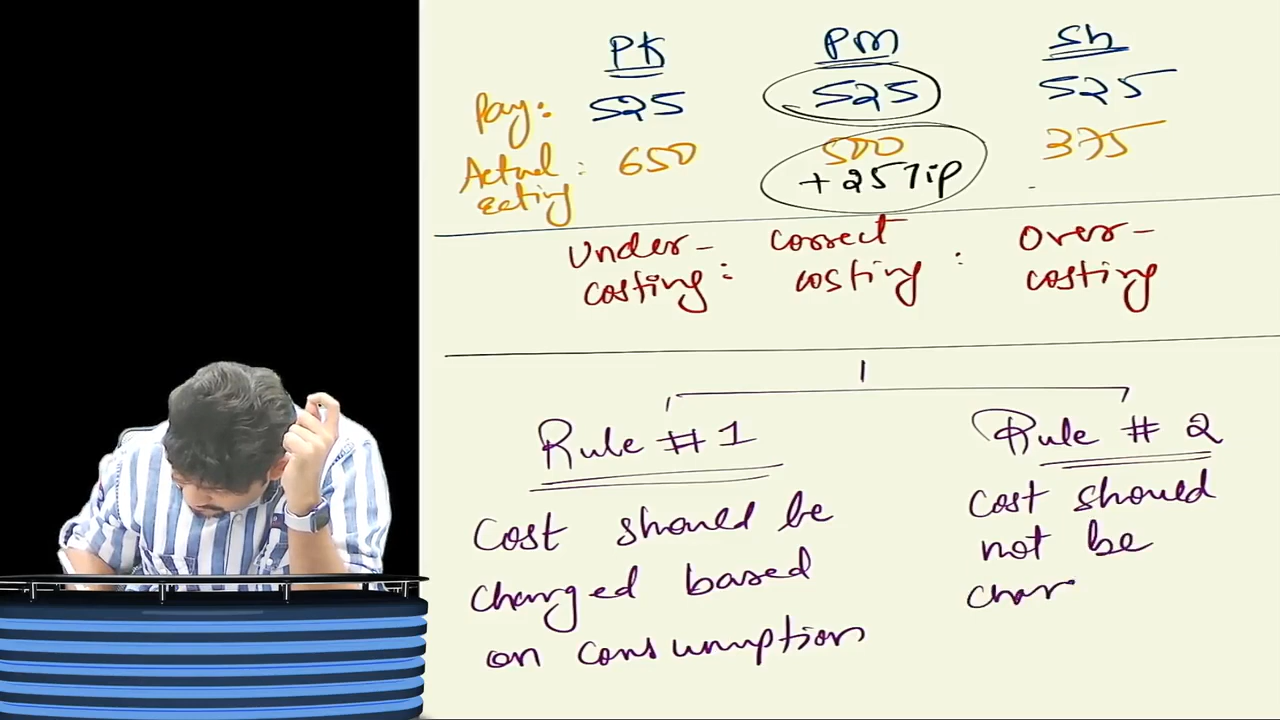 PK PM Sh
Pay: 525 525 525
Actual eating : 650 500 + 25 Tip 375
Under-costing : Correct costing : Over-costing
Rule #1
Cost should be
charged based
on consumption
Rule # 2
Cost should
not be
char